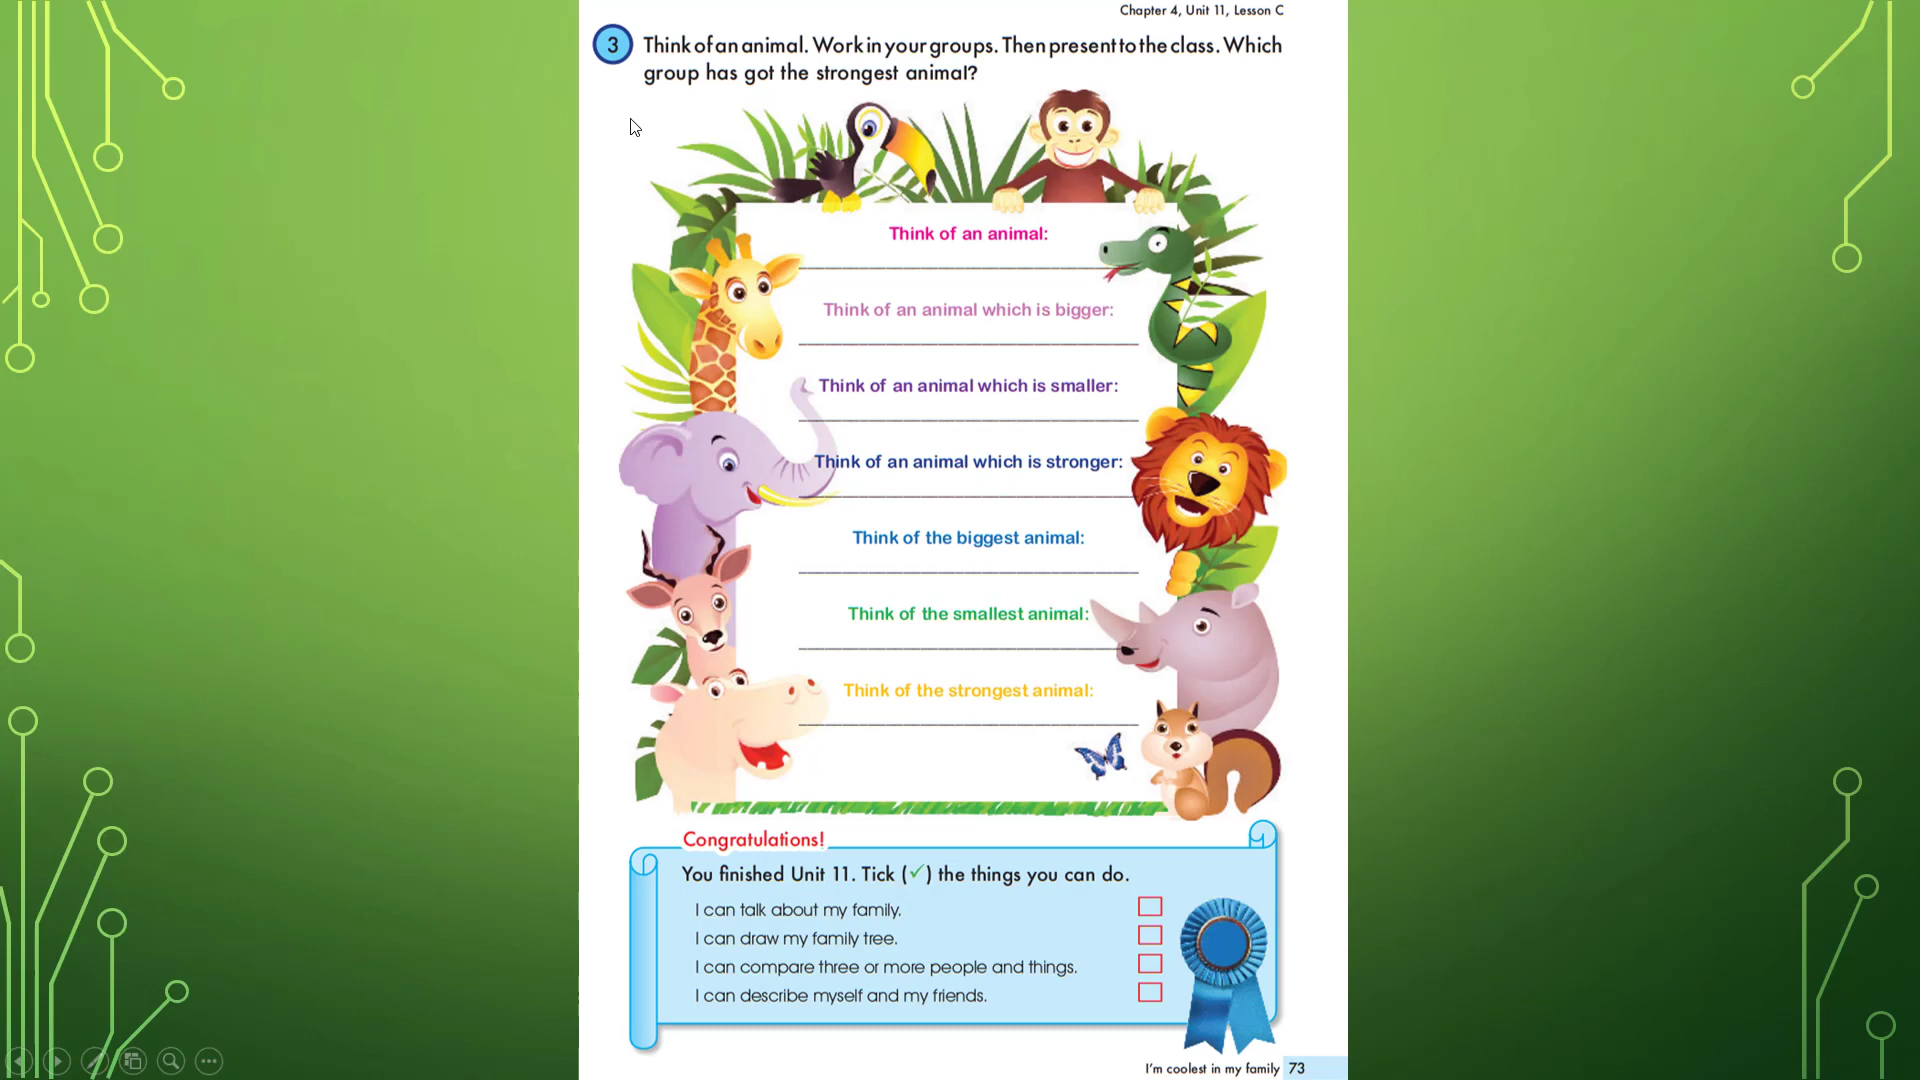 Chapter 4, Unit 11, Lesson C
3 Think of an animal. Work in your groups. Then present to the class. Which
group has got the strongest animal?
Think of an animal:
Think of an animal which is bigger:
Think of an animal which is smaller:
Think of an animal which is stronger:
Think of the biggest animal:
Think of the smallest animal:
Think of the strongest animal:
Congratulations!
You finished Unit 11. Tick (✓) the things you can do.
I can talk about my family.
I can draw my family tree.
I can compare three or more people and things.
I can describe myself and my friends.
I'm coolest in my family 73